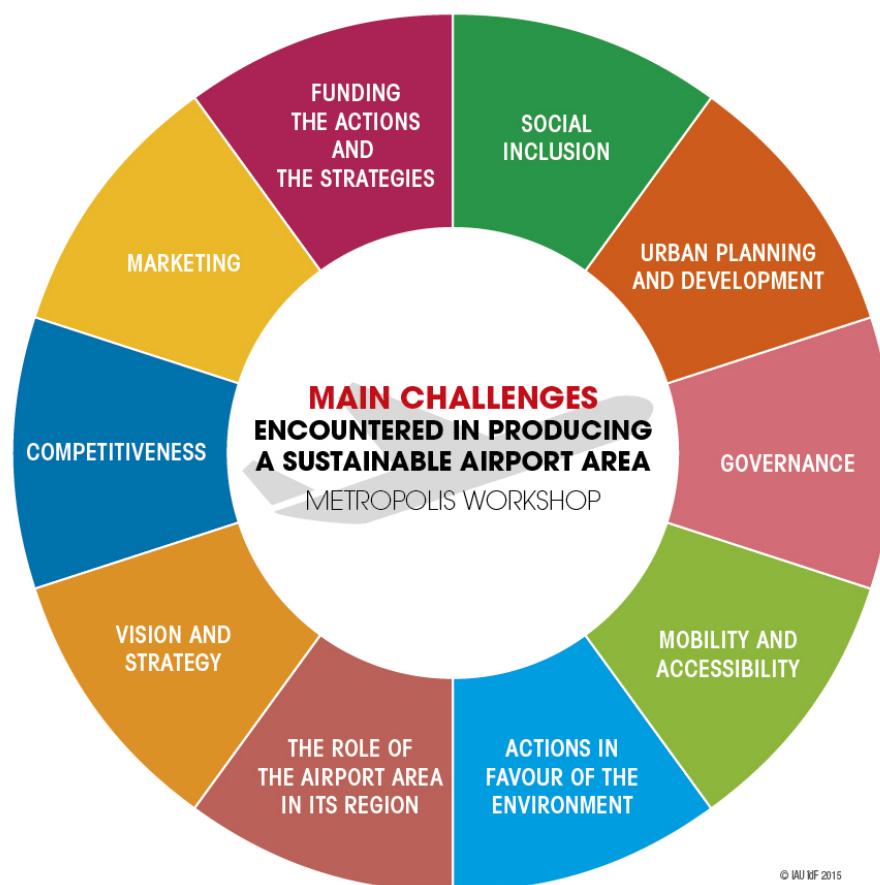 MAIN CHALLENGES
ENCOUNTERED IN PRODUCING
A SUSTAINABLE AIRPORT AREA
METROPOLIS WORKSHOP
SOCIAL
INCLUSION
URBAN PLANNING
AND DEVELOPMENT
GOVERNANCE
MOBILITY AND
ACCESSIBILITY
ACTIONS IN
FAVOUR OF THE
ENVIRONMENT
THE ROLE OF
THE AIRPORT AREA
IN ITS REGION
VISION AND
STRATEGY
COMPETITIVENESS
MARKETING
FUNDING
THE ACTIONS
AND
THE STRATEGIES
© IAU îdF 2015